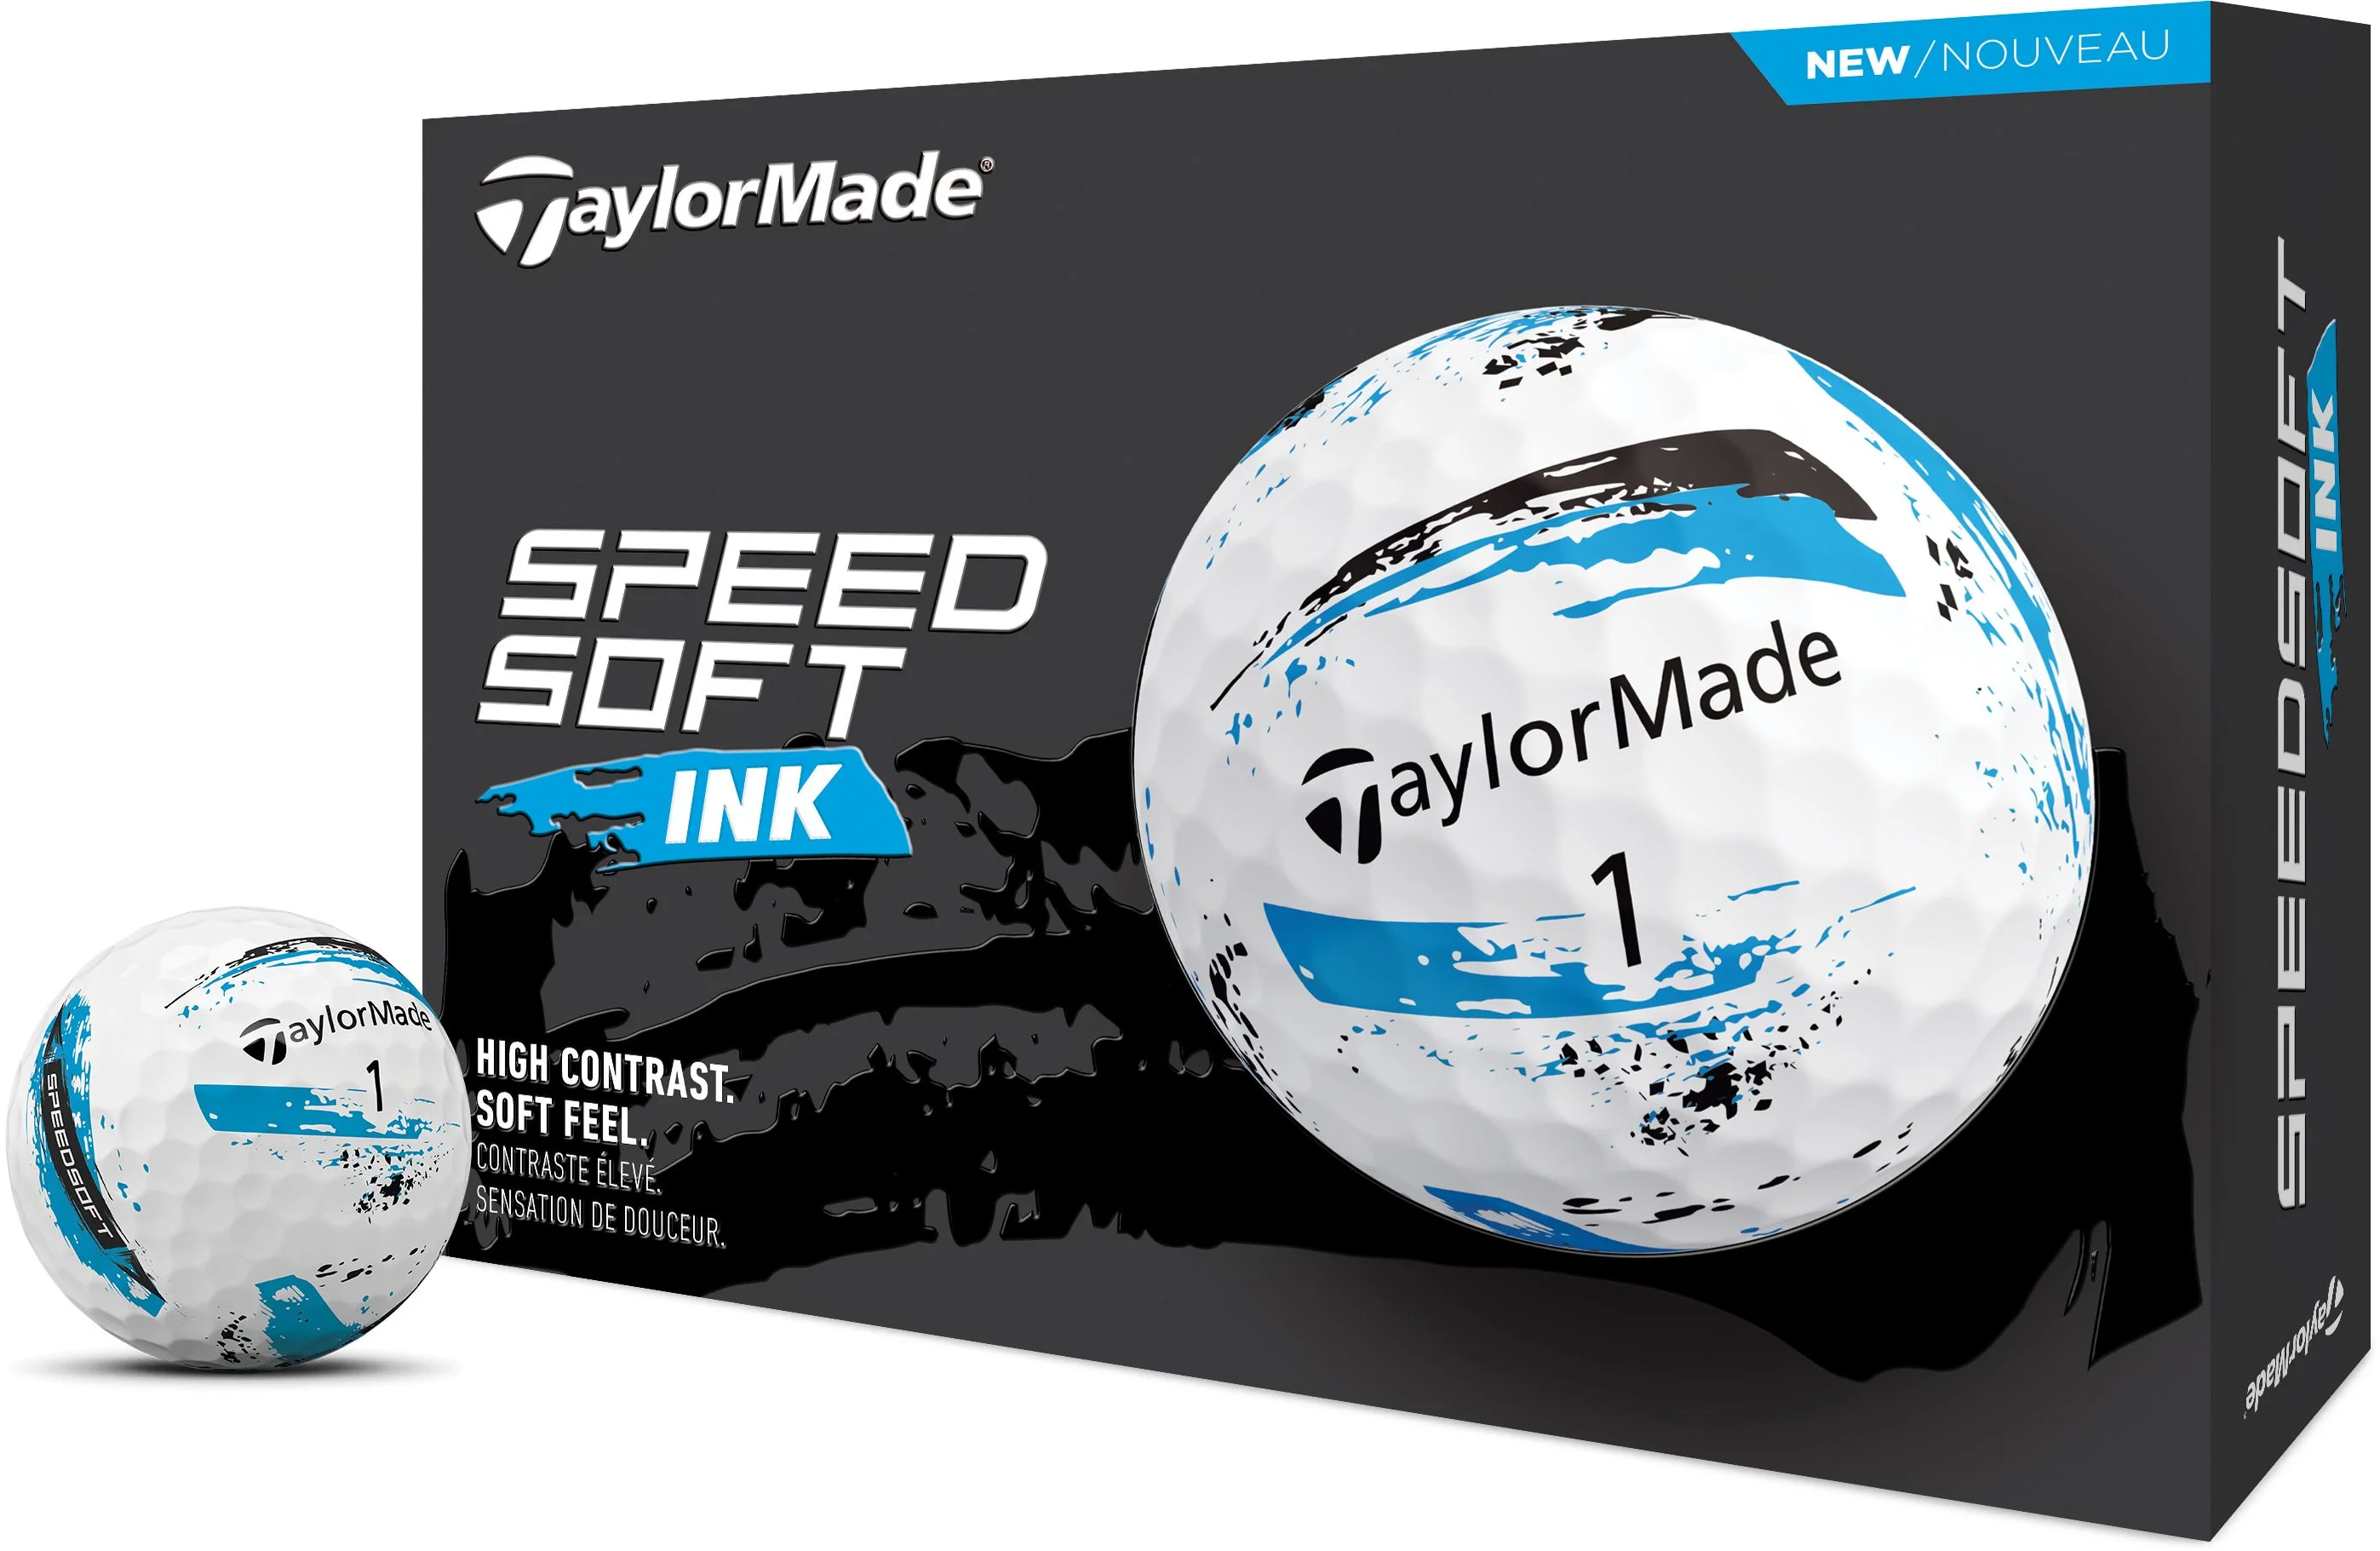 NEW/NOUVEAU
TaylorMade®
SPEED
SOFT
INK
HIGH CONTRAST.
SOFT FEEL.
CONTRASTE ÉLEVÉ.
SENSATION DE DOUCEUR.
TaylorMade
1
SPEEDSOFT
INK
TaylorMade
TaylorMade
1
SPEEDSOFT